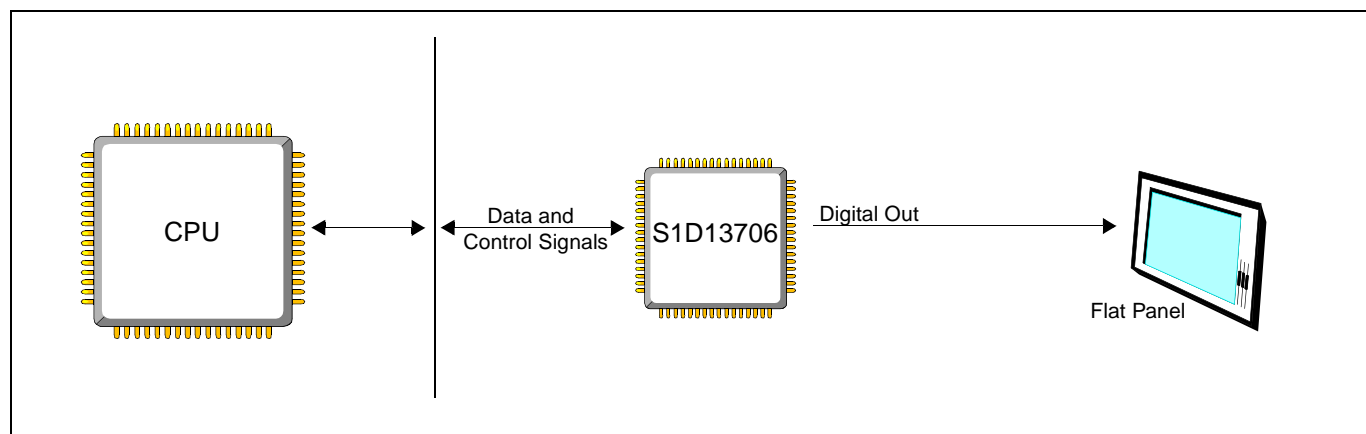 CPU
Data and
Control Signals
S1D13706
Digital Out
Flat Panel